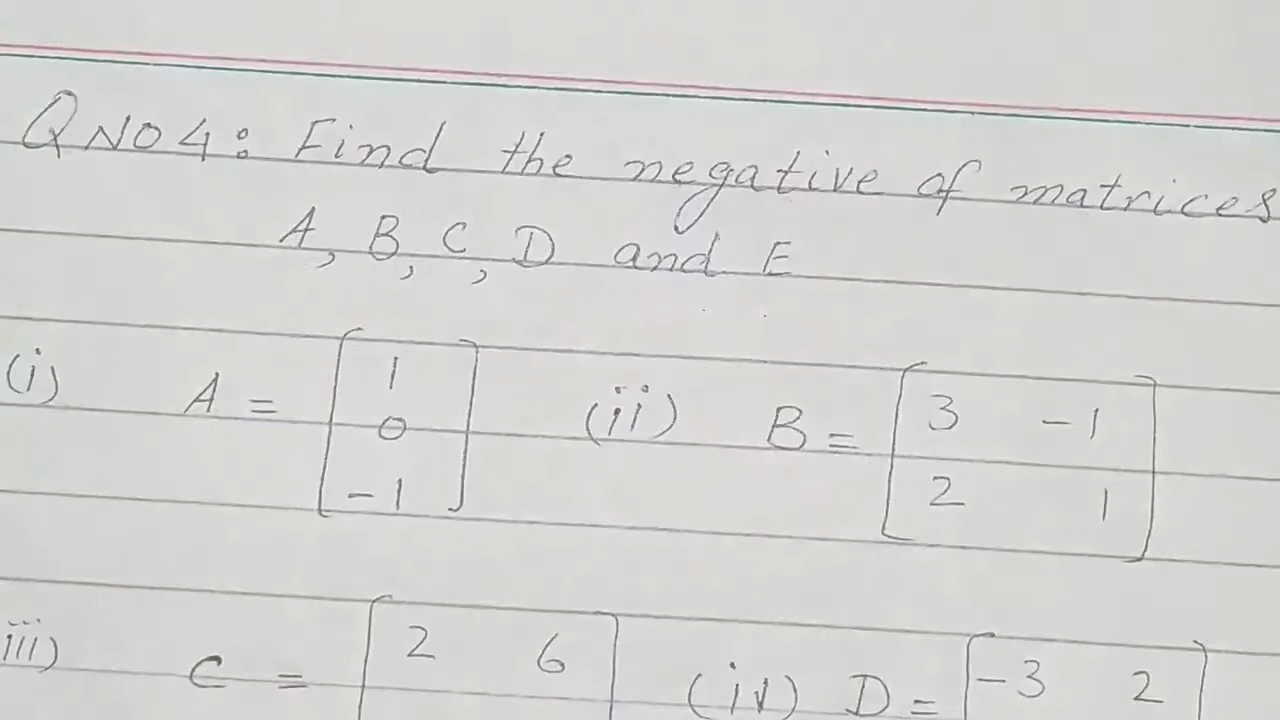 Q NO 4: Find the negative of matrices
A, B, C, D and E
(i) A = [ 1 (ii) B = [ 3 -1
0
-1 ] 2 1 ]
iii) C = [ 2 6 (iv) D = [ -3 2